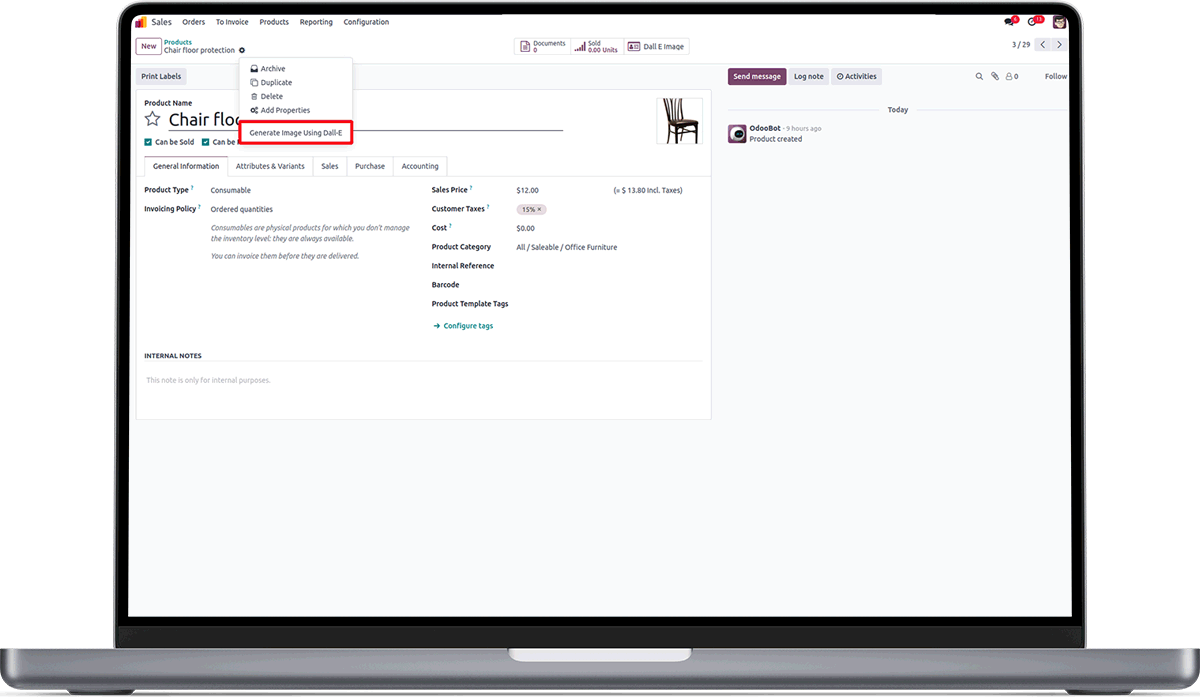 Sales Orders To Invoice Products Reporting Configuration
6 13
New Products
Chair floor protection
Documents
0
Sold
0.00 Units
Dall E Image
3 / 29
Print Labels
Archive
Duplicate
Delete
Add Properties
Generate Image Using Dall-E
Send message Log note Activities
0 Follow
Product Name
Chair floo
Can be Sold Can be
Today
OdooBot - 9 hours ago
Product created
General Information Attributes & Variants Sales Purchase Accounting
Product Type ? Consumable
Invoicing Policy ? Ordered quantities
Consumables are physical products for which you don't manage
the inventory level: they are always available.
You can invoice them before they are delivered.
Sales Price ? $12.00 (= $ 13.80 Incl. Taxes)
Customer Taxes ? 15% ×
Cost ? $0.00
Product Category All / Saleable / Office Furniture
Internal Reference
Barcode
Product Template Tags
→ Configure tags
INTERNAL NOTES
This note is only for internal purposes.